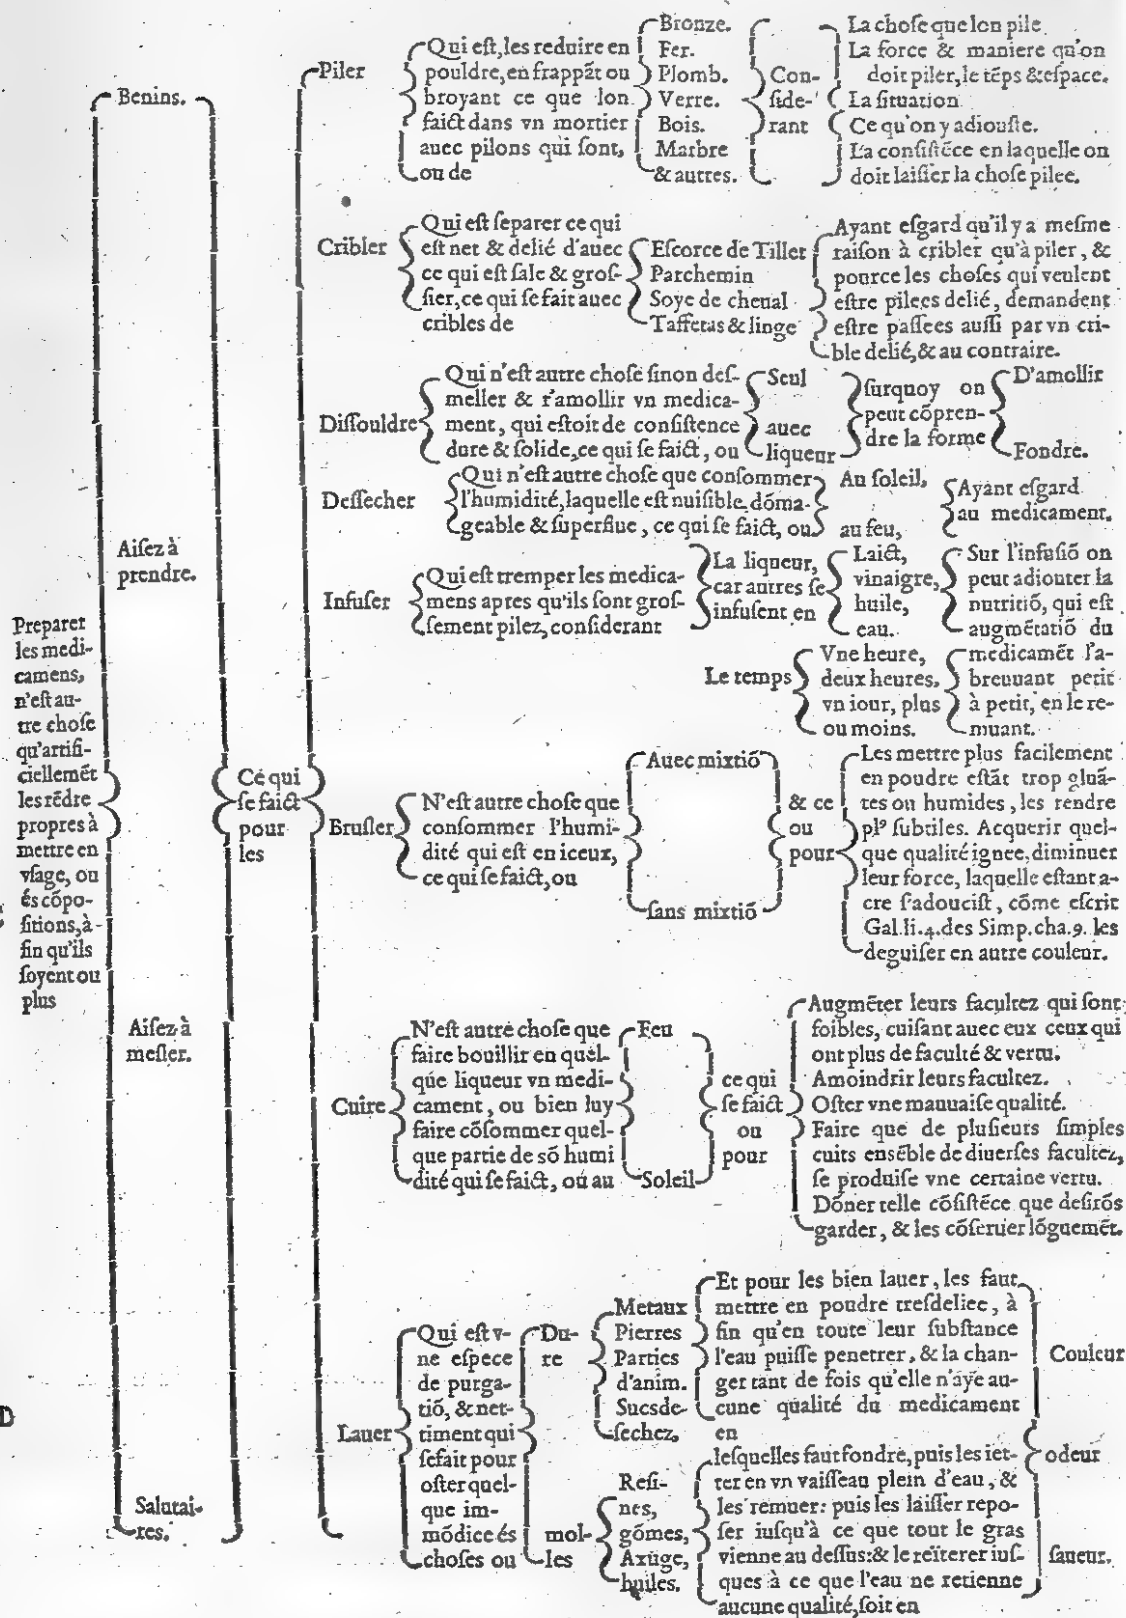 Preparer
les medi-
camens,
n'eſt au-
tre choſe
qu'artifi-
ciellemēt
les rēdre
propres à
mettre en
vſage, ou
és cōpo-
ſitions, à-
fin qu'ils
ſoyent ou
plus
Benins.
Aiſez à
prendre.
Aiſez à
meſler.
Salutai-
res.
Ce qui
ſe faict
pour
les
Piler
Qui eſt, les reduire en
pouldre, en frappāt ou
broyant ce que lon
faict dans vn mortier
auec pilons qui ſont,
ou de
Bronze.
Fer.
Plomb.
Verre.
Bois.
Marbre
& autres.
Con-
ſide-
rant
La choſe que lon pile.
La force & maniere qu'on
doit piler, le tēps & eſpace.
La ſituation.
Ce qu'on y adiouſte.
La conſiſtēce en laquelle on
doit laiſſer la choſe pilee.
Cribler
Qui eſt ſeparer ce qui
eſt net & delié d'auec
ce qui eſt ſale & groſ-
ſier, ce qui ſe fait auec
cribles de
Eſcorce de Tillet
Parchemin
Soye de cheual
Taffetas & linge
Ayant eſgard qu'il y a meſme
raiſon à cribler qu'à piler, &
pource les choſes qui veulent
eſtre pilees delié, demandent
eſtre paſſees auſſi par vn cri-
ble delié, & au contraire.
Diſſouldre
Qui n'eſt autre choſe ſinon deſ-
meſler & r'amollir vn medica-
ment, qui eſtoit de conſiſtence
dure & ſolide, ce qui ſe faict, ou
Seul
auec
liqueur
ſurquoy on
peut cōpren-
dre la forme
D'amollir
Fondre.
Deſſecher
Qui n'eſt autre choſe que conſommer
l'humidité, laquelle eſt nuiſible, dōma-
geable & ſuperflue, ce qui ſe faict, ou
Au ſoleil,
au feu,
Ayant eſgard
au medicament.
Infuſer
Qui eſt tremper les medica-
mens apres qu'ils ſont groſ-
ſement pilez, conſiderant
La liqueur,
car autres ſe
infuſent en
Laict,
vinaigre,
huile,
eau.
Sur l'infuſiō on
peut adiouter la
nutritiō, qui eſt
augmētatiō du
medicamēt l'a-
breuuant petit
à petit, en le re-
muant.
Le temps
Vne heure,
deux heures,
vn iour, plus
ou moins.
Bruſler
N'eſt autre choſe que
conſommer l'humi-
dité qui eſt en iceux,
ce qui ſe faict, ou
Auec mixtiō
ſans mixtiō
& ce
ou
pour
Les mettre plus facilement
en poudre eſtāt trop gluā-
tes ou humides, les rendre
plꝰ ſubtiles. Acquerir quel-
que qualité ignee, diminuer
leur force, laquelle eſtant a-
cre ſ'adouciſt, cōme eſcrit
Gal. li. 4. des Simp. cha. 9. les
deguiſer en autre couleur.
Cuire
N'eſt autre choſe que
faire bouillir en quel-
que liqueur vn medi-
cament, ou bien luy
faire cōſommer quel-
que partie de sō humi
dité qui ſe faict, ou au
Feu
Soleil
ce qui
ſe faict
ou
pour
Augmēter leurs facultez qui ſont
foibles, cuiſant auec eux ceux qui
ont plus de faculté & vertu.
Amoindrir leurs facultez.
Oſter vne mauuaiſe qualité.
Faire que de pluſieurs ſimples
cuits enſēble de diuerſes facultez,
ſe produiſe vne certaine vertu.
Dōner telle cōſiſtēce que deſirōs
garder, & les cōſeruer lōguemēt.
Lauer
Qui eſt v-
ne eſpece
de purga-
tiō, & net-
timent qui
ſe fait pour
oſter quel-
que im-
mōdice és
choſes ou
Du-
re
Metaux
Pierres
Parties
d'anim.
Sucs de-
ſechez,
Et pour les bien lauer, les faut
mettre en poudre treſdeliee, à
fin qu'en toute leur ſubſtance
l'eau puiſſe penetrer, & la chan-
ger tant de fois qu'elle n'aye au-
cune qualité du medicament
en
mol-
les
Reſi-
nes,
gōmes,
Axūge,
huiles.
leſquelles faut fondre, puis les iet-
ter en vn vaiſſeau plein d'eau, &
les remuer: puis les laiſſer repo-
ſer iuſqu'à ce que tout le gras
vienne au deſſus: & le reïterer iuſ-
ques à ce que l'eau ne retienne
aucune qualité, ſoit en
Couleur
odeur
ſaueur.
D